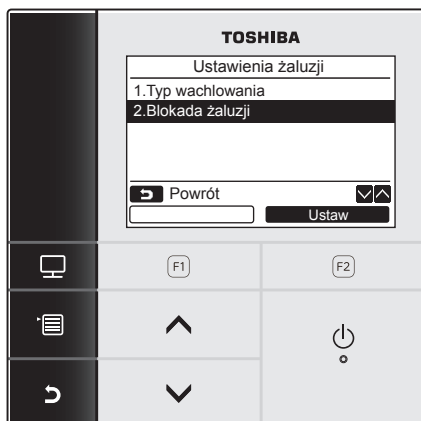 TOSHIBA
Ustawienia żaluzji
1.Typ wachlowania
2.Blokada żaluzji
Powrót
Ustaw
F1
F2